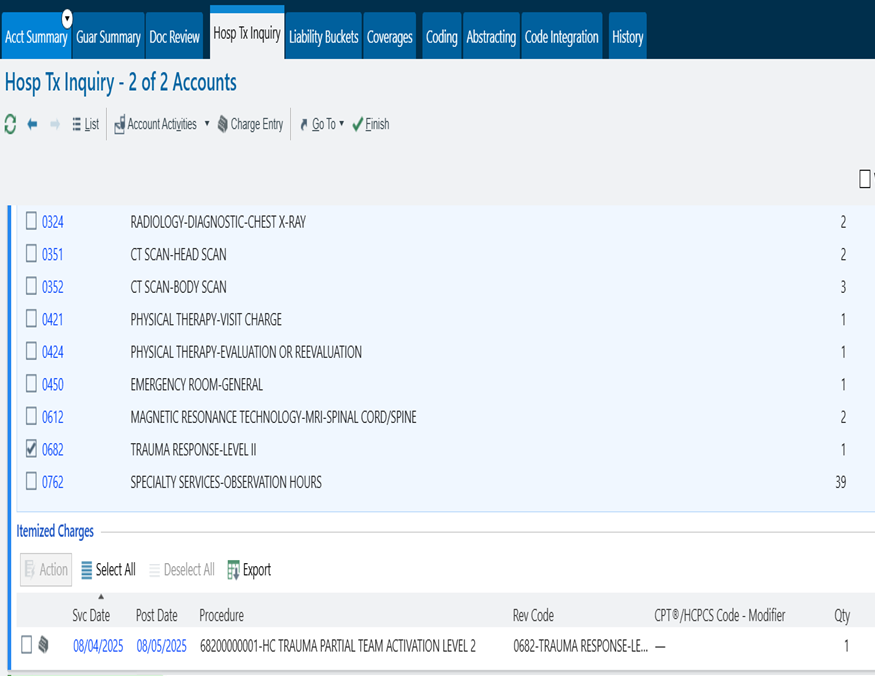 Acct Summary Guar Summary Doc Review Hosp Tx Inquiry Liability Buckets Coverages Coding Abstracting Code Integration History
Hosp Tx Inquiry - 2 of 2 Accounts
List Account Activities Charge Entry Go To Finish
0324 RADIOLOGY-DIAGNOSTIC-CHEST X-RAY 2
0351 CT SCAN-HEAD SCAN 2
0352 CT SCAN-BODY SCAN 3
0421 PHYSICAL THERAPY-VISIT CHARGE 1
0424 PHYSICAL THERAPY-EVALUATION OR REEVALUATION 1
0450 EMERGENCY ROOM-GENERAL 1
0612 MAGNETIC RESONANCE TECHNOLOGY-MRI-SPINAL CORD/SPINE 2
0682 TRAUMA RESPONSE-LEVEL II 1
0762 SPECIALTY SERVICES-OBSERVATION HOURS 39
Itemized Charges
Action Select All Deselect All Export
Svc Date Post Date Procedure Rev Code CPT®/HCPCS Code - Modifier Qty
08/04/2025 08/05/2025 68200000001-HC TRAUMA PARTIAL TEAM ACTIVATION LEVEL 2 0682-TRAUMA RESPONSE-LE... — 1